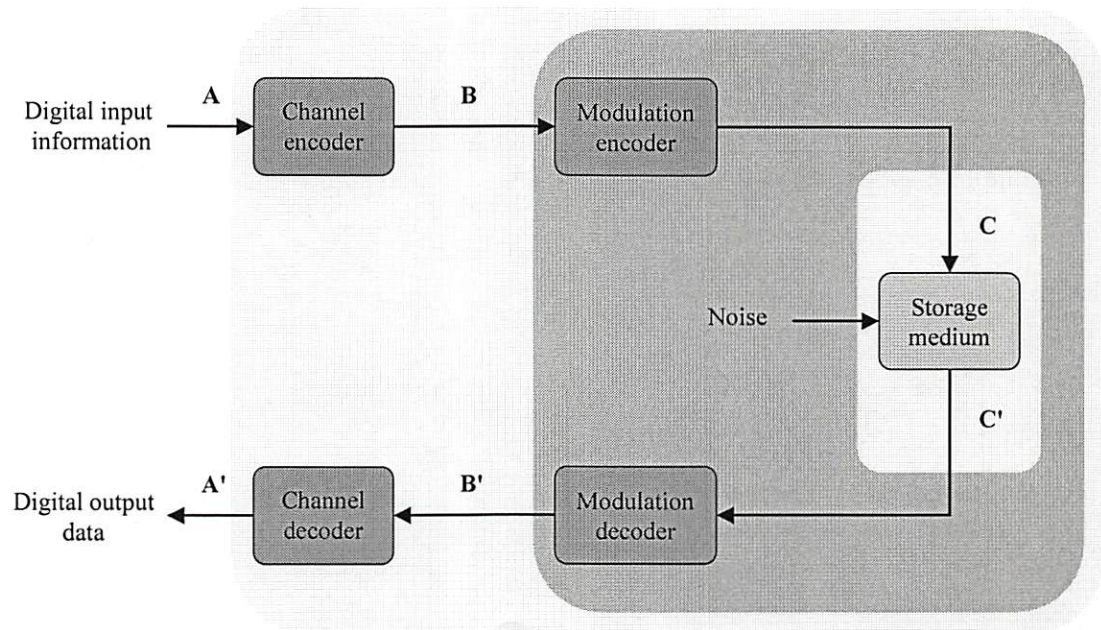 A
B
Digital input
information
Channel
encoder
Modulation
encoder
C
Noise
Storage
medium
C'
A'
B'
Digital output
data
Channel
decoder
Modulation
decoder